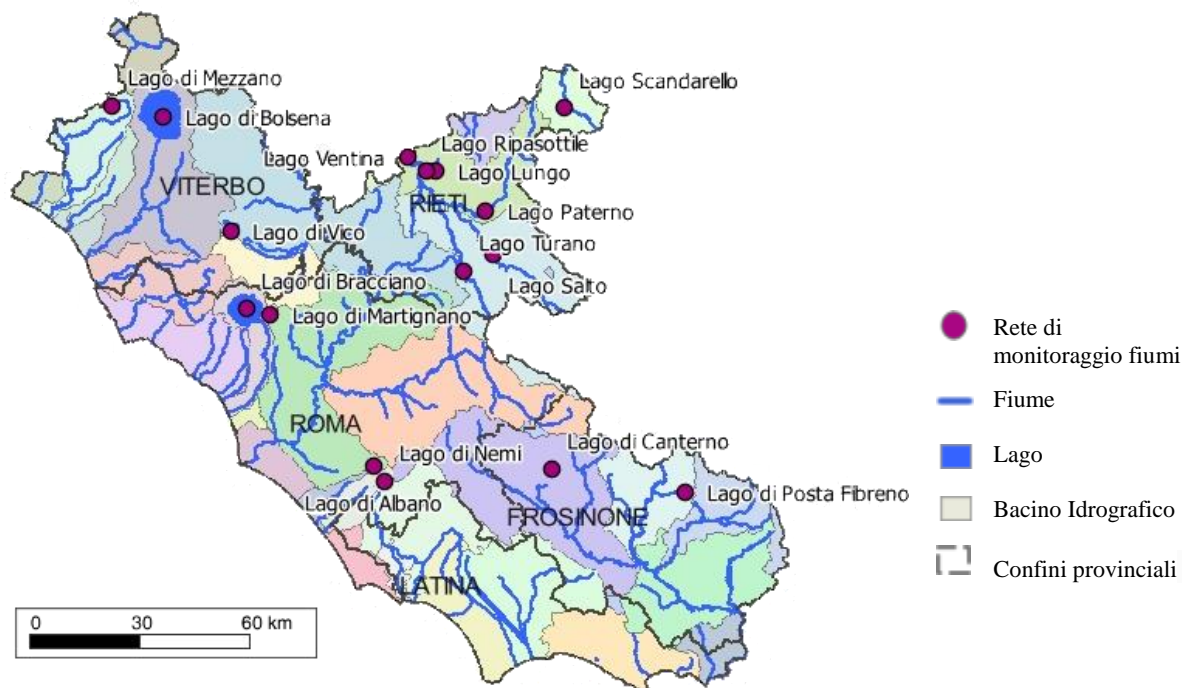 Lago di Mezzano
Lago Scandarello
Lago di Bolsena
Lago Ripasottile
Lago Ventina
Lago Lungo
VITERBO
RIETI
Lago Paterno
Lago di Vico
Lago Turano
Lago Salto
Lago di Bracciano
Lago di Martignano
ROMA
Lago di Nemi
Lago di Canterno
Lago di Albano
Lago di Posta Fibreno
FROSINONE
LATINA
0 30 60 km
Rete di
monitoraggio fiumi
Fiume
Lago
Bacino Idrografico
Confini provinciali